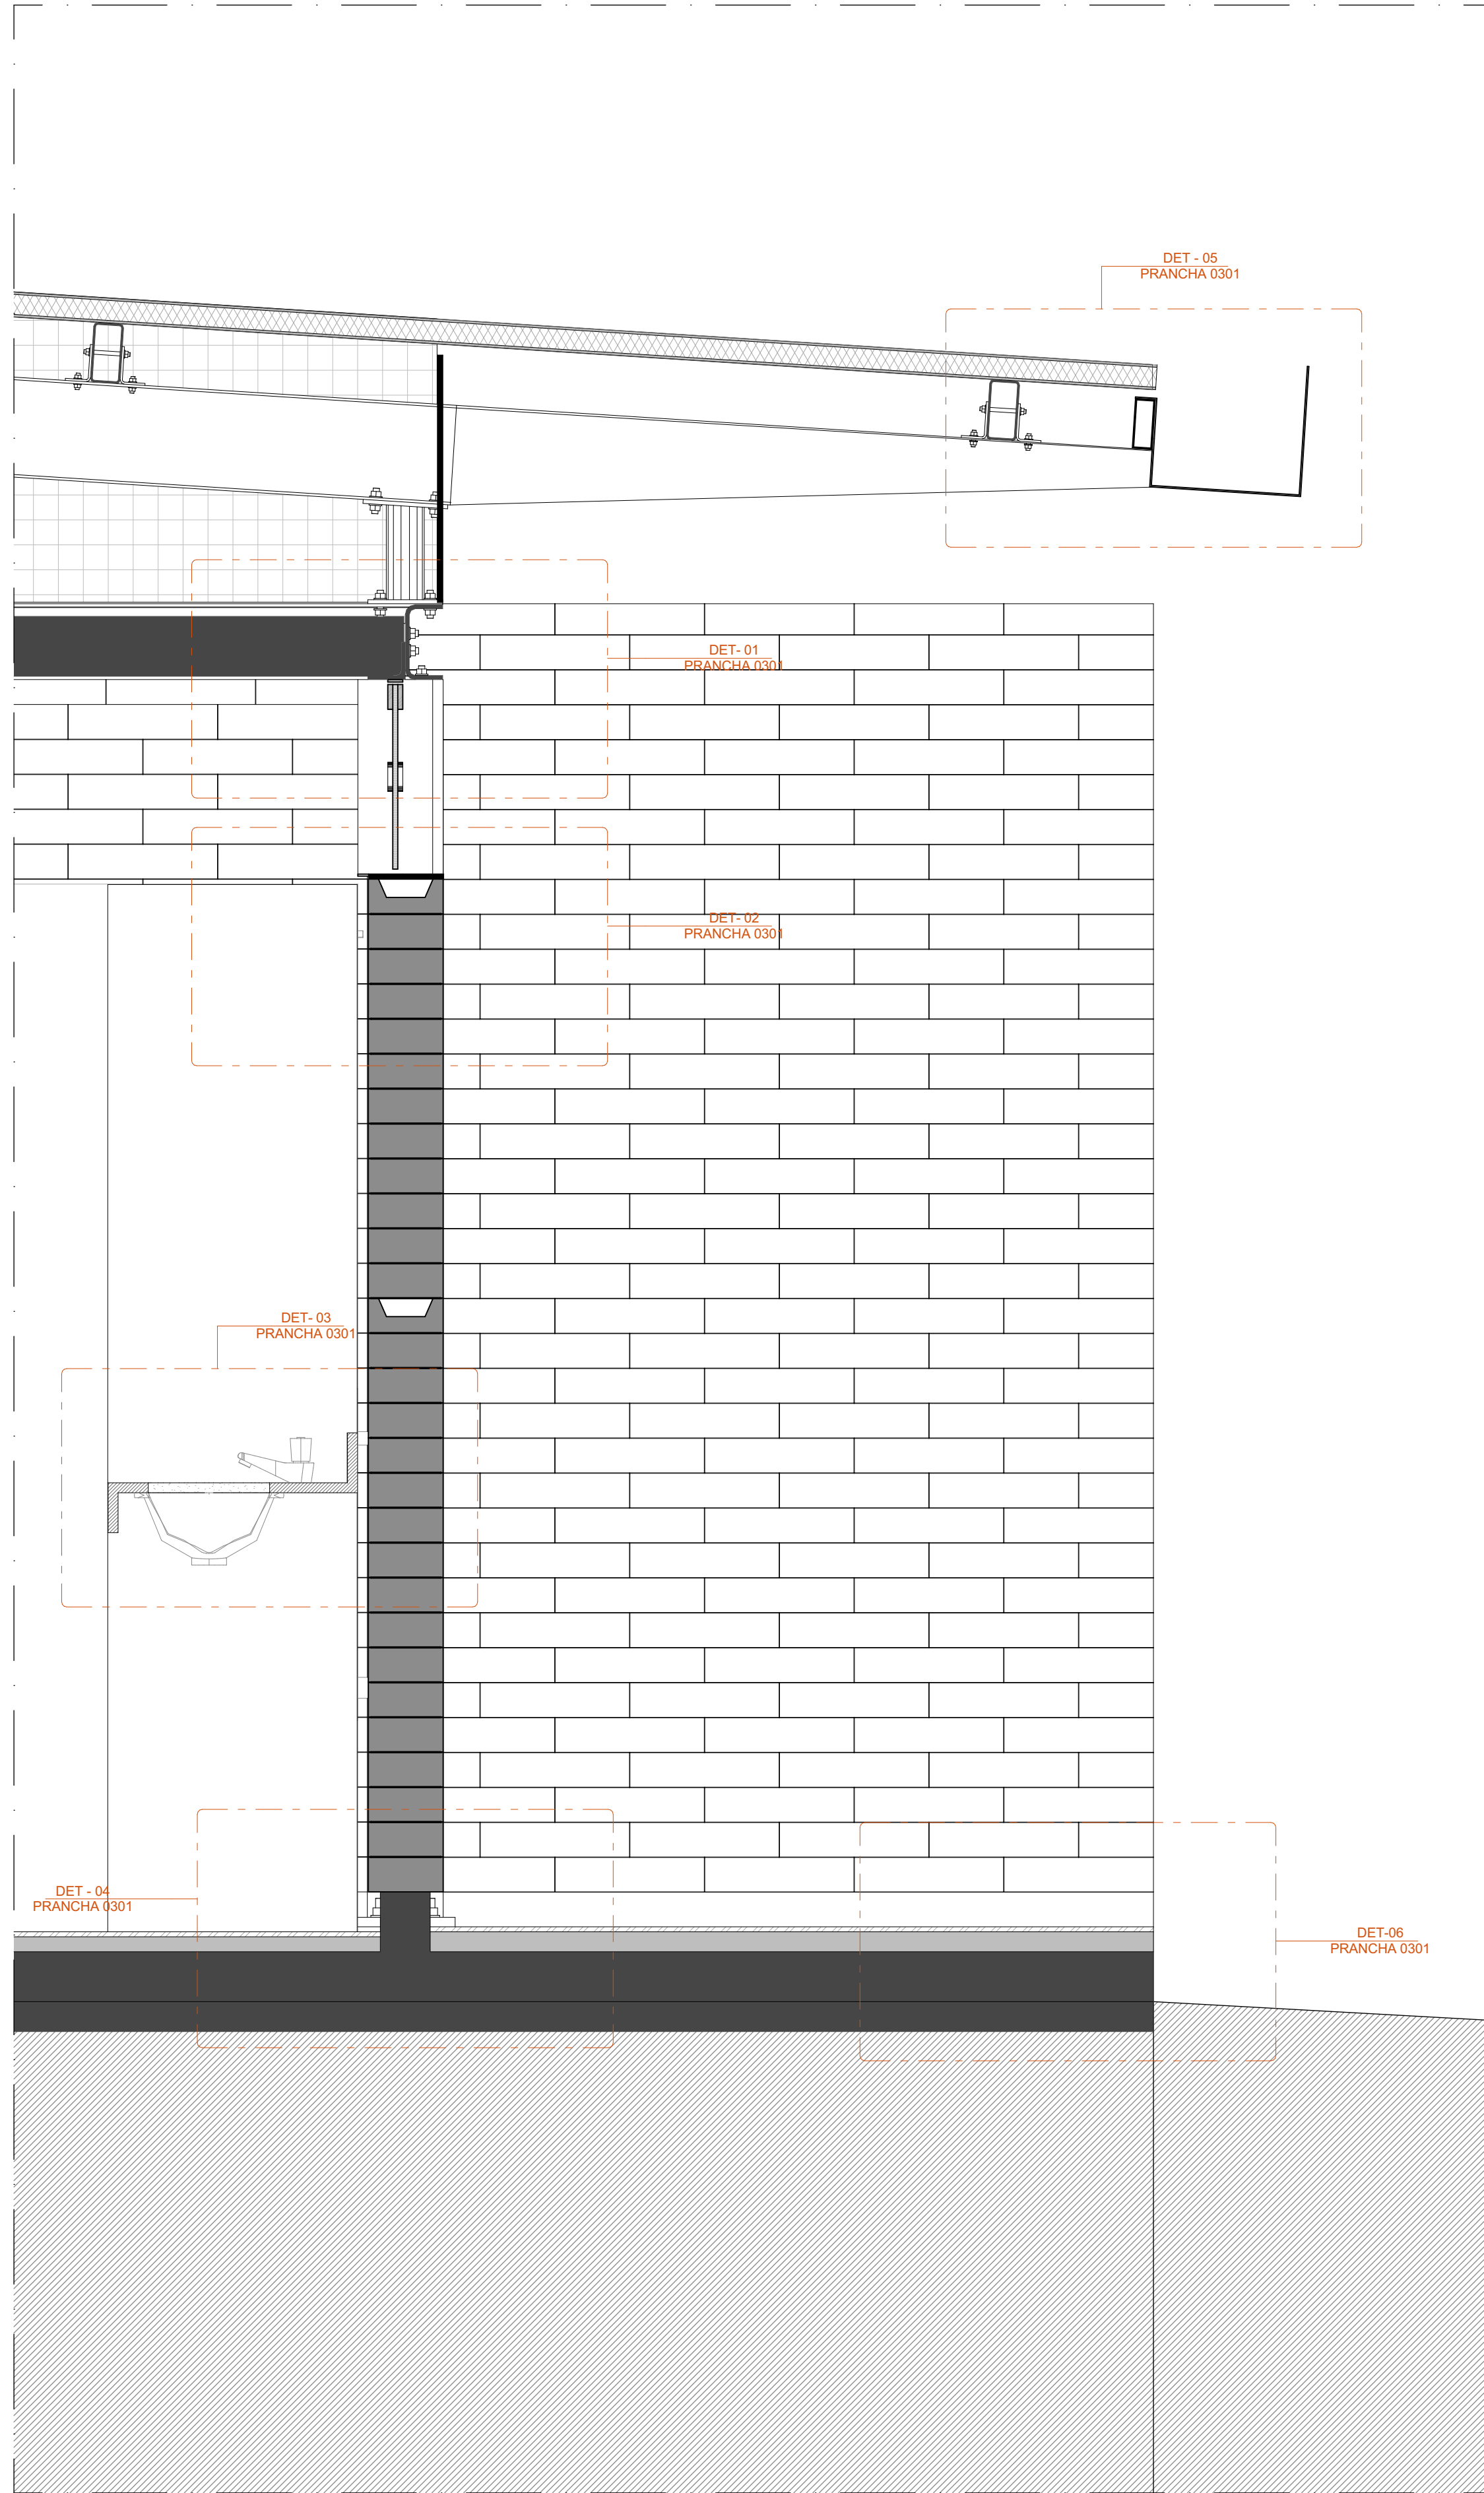 DET - 05
PRANCHA 0301
DET- 01
PRANCHA 0301
DET- 02
PRANCHA 0301
DET- 03
PRANCHA 0301
DET - 04
PRANCHA 0301
DET-06
PRANCHA 0301